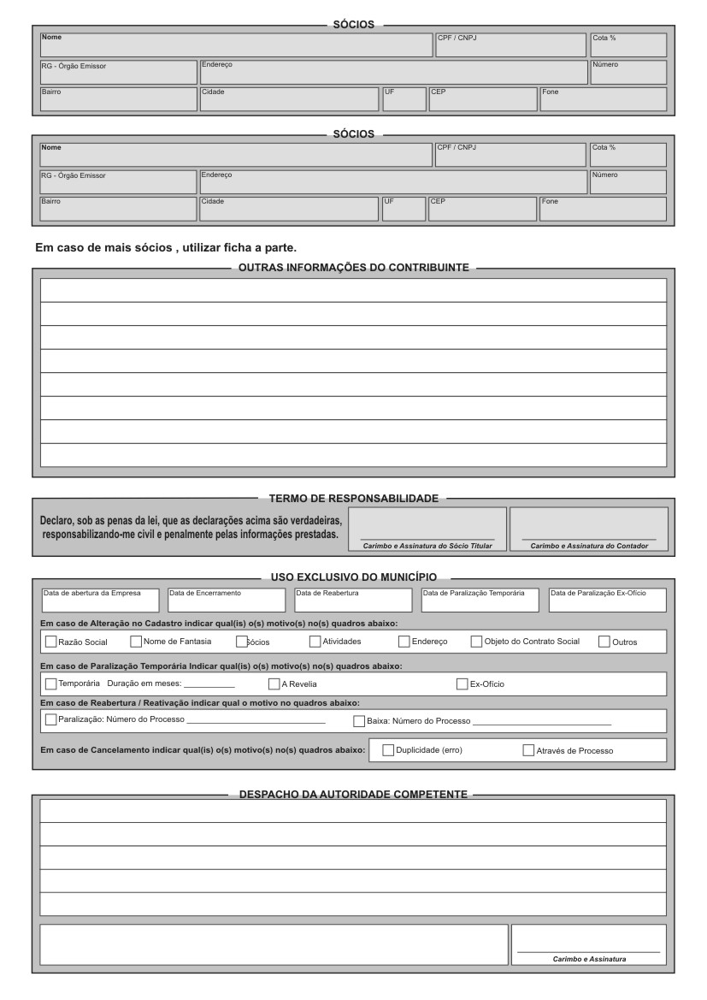 SÓCIOS
Nome CPF / CNPJ Cota %
RG - Órgão Emissor Endereço Número
Bairro Cidade UF CEP Fone
SÓCIOS
Nome CPF / CNPJ Cota %
RG - Órgão Emissor Endereço Número
Bairro Cidade UF CEP Fone
Em caso de mais sócios , utilizar ficha a parte.
OUTRAS INFORMAÇÕES DO CONTRIBUINTE
TERMO DE RESPONSABILIDADE
Declaro, sob as penas da lei, que as declarações acima são verdadeiras,
responsabilizando-me civil e penalmente pelas informações prestadas.
Carimbo e Assinatura do Sócio Titular Carimbo e Assinatura do Contador
USO EXCLUSIVO DO MUNICÍPIO
Data de abertura da Empresa Data de Encerramento Data de Reabertura Data de Paralização Temporária Data de Paralização Ex-Ofício
Em caso de Alteração no Cadastro indicar qual(is) o(s) motivo(s) no(s) quadros abaixo:
Razão Social Nome de Fantasia Sócios Atividades Endereço Objeto do Contrato Social Outros
Em caso de Paralização Temporária Indicar qual(is) o(s) motivo(s) no(s) quadros abaixo:
Temporária Duração em meses: ___________ A Revelia Ex-Ofício
Em caso de Reabertura / Reativação indicar qual o motivo no quadros abaixo:
Paralização: Número do Processo ______________________________ Baixa: Número do Processo ______________________________
Em caso de Cancelamento indicar qual(is) o(s) motivo(s) no(s) quadros abaixo: Duplicidade (erro) Através de Processo
DESPACHO DA AUTORIDADE COMPETENTE
Carimbo e Assinatura